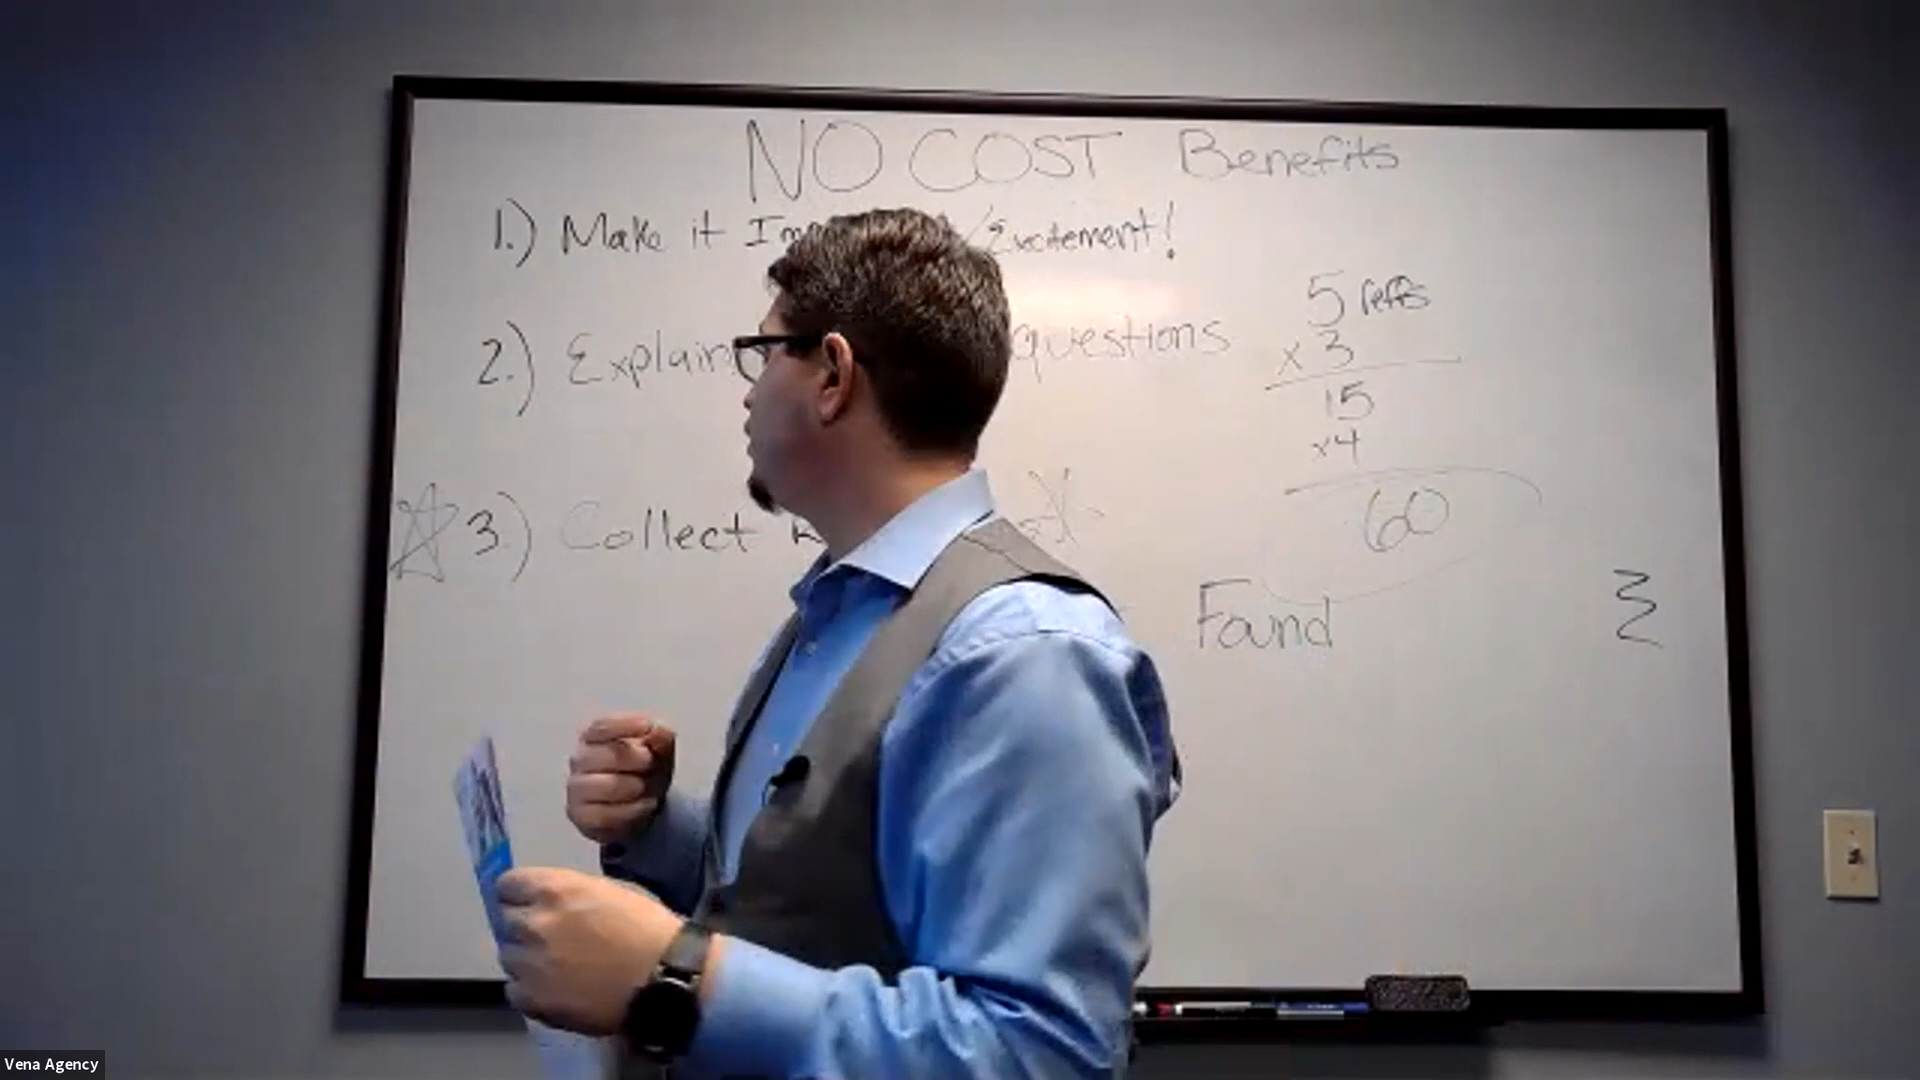 NO COST Benefits
1.) Make it /Excitement!
2.) Explain questions
5 reffs
x 3
15
x4
60
3.) Collect
Found
Vena Agency